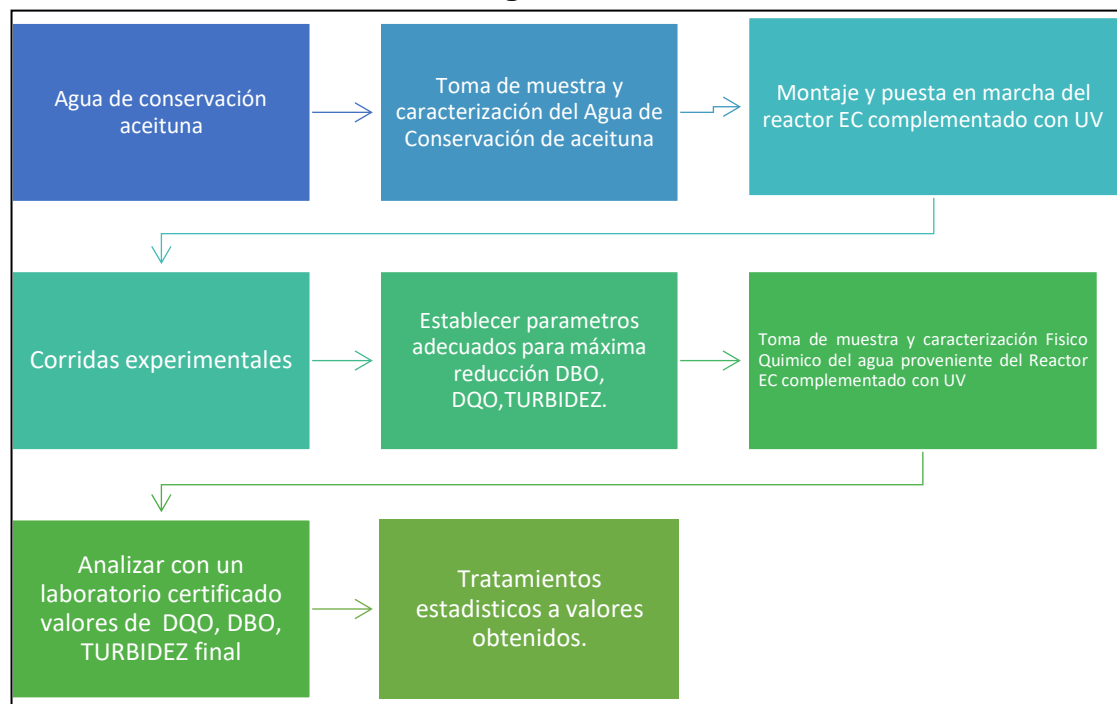 Agua de conservación
aceituna
Toma de muestra y
caracterización del Agua de
Conservación de aceituna
Montaje y puesta en marcha del
reactor EC complementado con UV
Corridas experimentales
Establecer parametros
adecuados para máxima
reducción DBO,
DQO,TURBIDEZ.
Toma de muestra y caracterización Fisico
Quimico del agua proveniente del Reactor
EC complementado con UV
Analizar con un
laboratorio certificado
valores de DQO, DBO,
TURBIDEZ final
Tratamientos
estadisticos a valores
obtenidos.